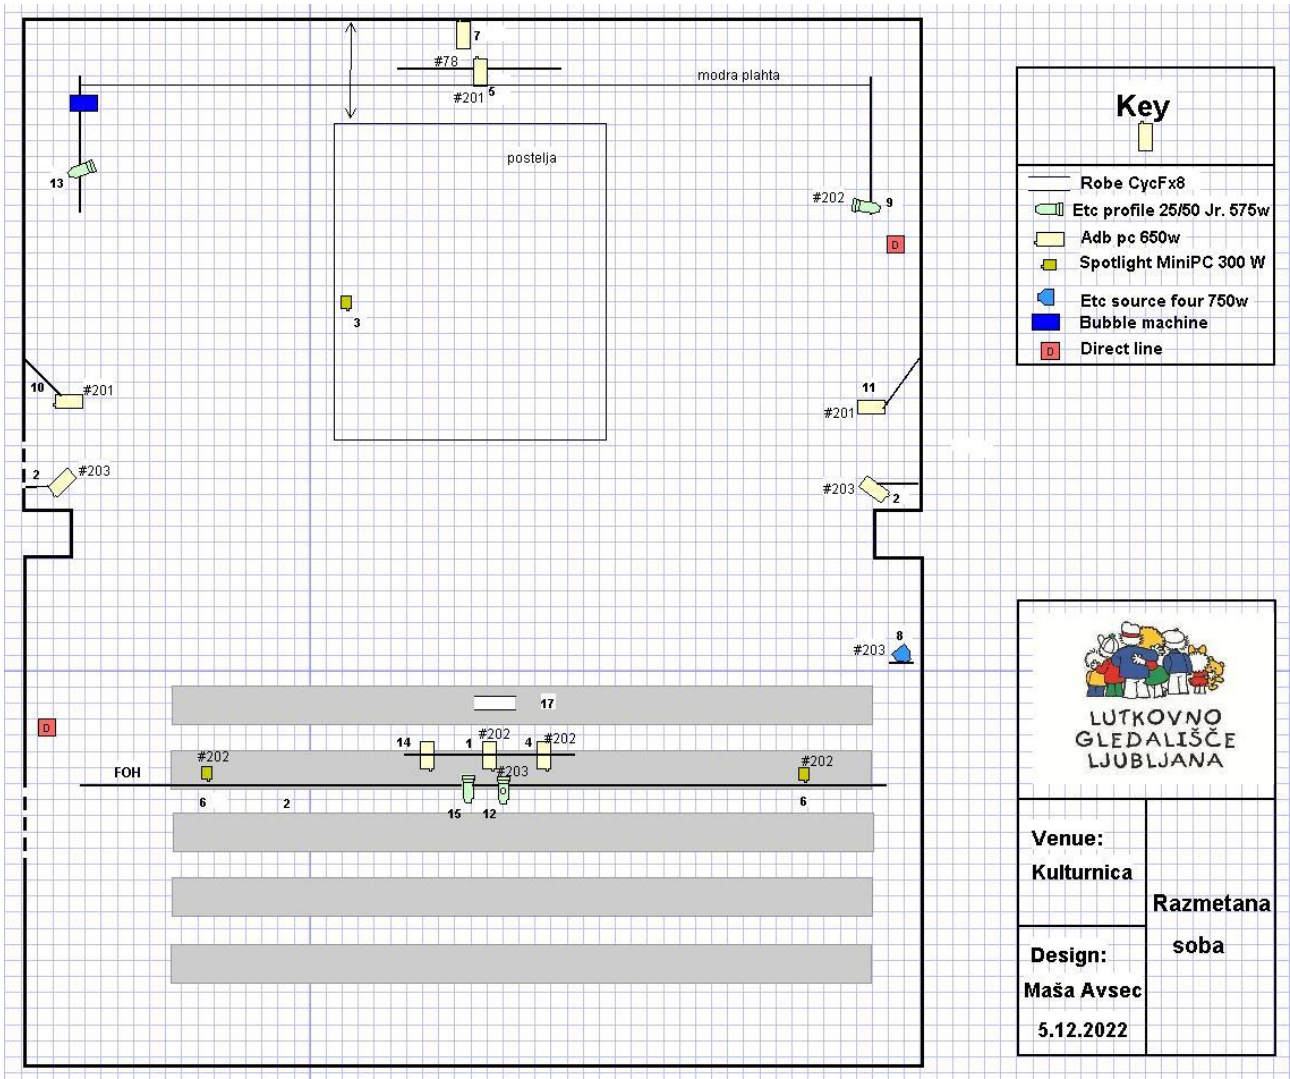 7
#78
modra plahta
#201 5
postelja
13
#202
9
D
3
10
#201
11
#201
2
#203
#203
2
8
#203
17
D
14
1
#202
4
#202
#202
#203
#202
FOH
6
2
15
12
O
6
Key
Robe CycFx8
Etc profile 25/50 Jr. 575w
Adb pc 650w
Spotlight MiniPC 300 W
Etc source four 750w
Bubble machine
D
Direct line
LUTKOVNO
GLEDALIŠČE
LJUBLJANA
Venue:
Kulturnica
Razmetana
soba
Design:
Maša Avsec
5.12.2022